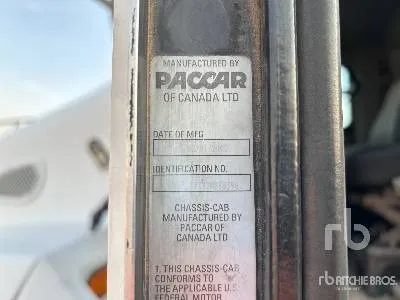 MANUFACTURED BY
PACCAR
OF CANADA LTD
DATE OF MFG
IDENTIFICATION NO.
CHASSIS-CAB
MANUFACTURED BY
PACCAR OF
CANADA LTD
1. THIS CHASSIS-CAB
CONFORMS TO
THE APPLICABLE U.S.
FEDERAL MOTOR
rb
rb RITCHIE BROS.